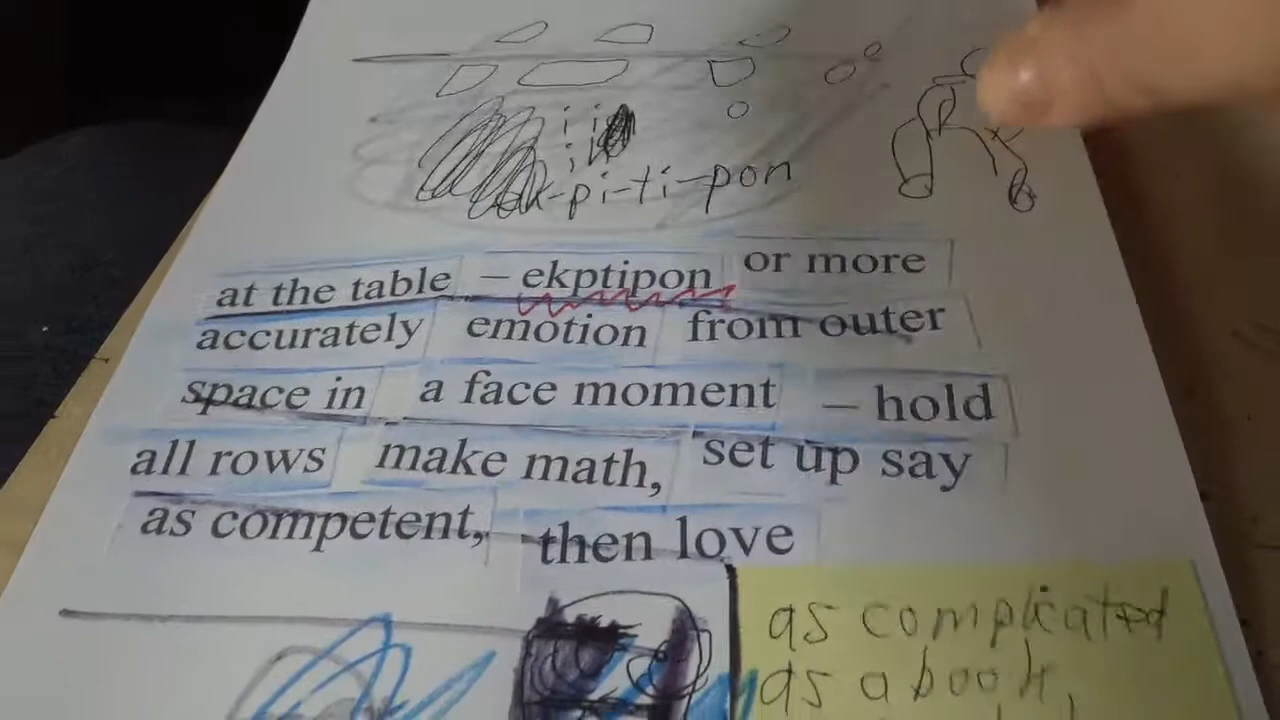 k-pi-ti-pon
at the table – ekptipon, or more
accurately emotion from outer
space in a face moment – hold
all rows make math, set up say
as competent, then love
as complicated
as a book,